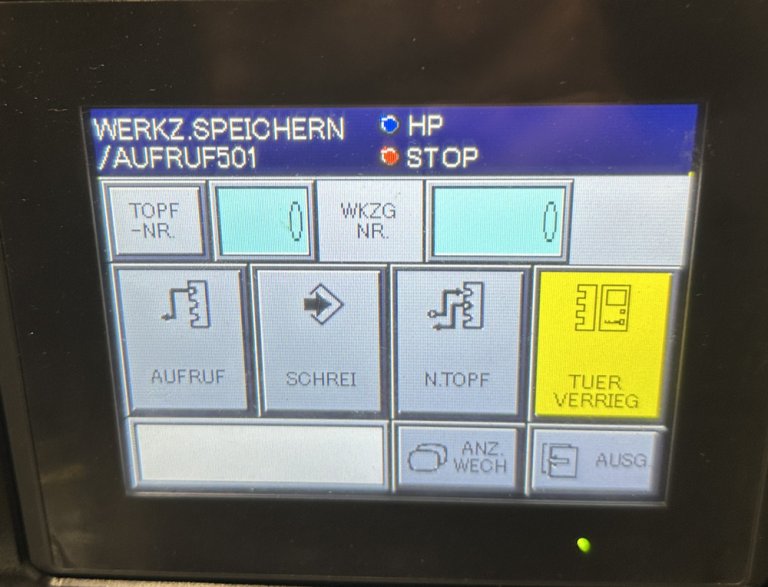 WERKZ.SPEICHERN
/AUFRUF501
HP
STOP
TOPF
-NR.
0
WKZG
NR.
0
AUFRUF
SCHREI
N.TOPF
TUER
VERRIEG
ANZ.
WECH
AUSG